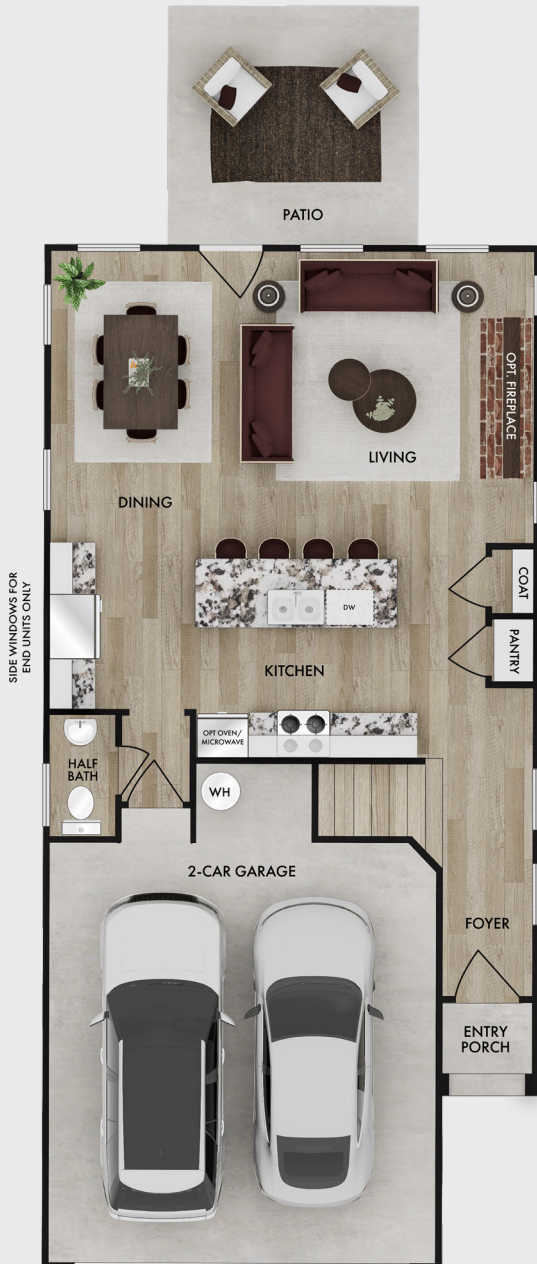 PATIO
OPT. FIREPLACE
LIVING
DINING
SIDE WINDOWS FOR
END UNITS ONLY
DW
COAT
PANTRY
KITCHEN
OPT OVEN/
MICROWAVE
HALF
BATH
WH
2-CAR GARAGE
FOYER
ENTRY
PORCH